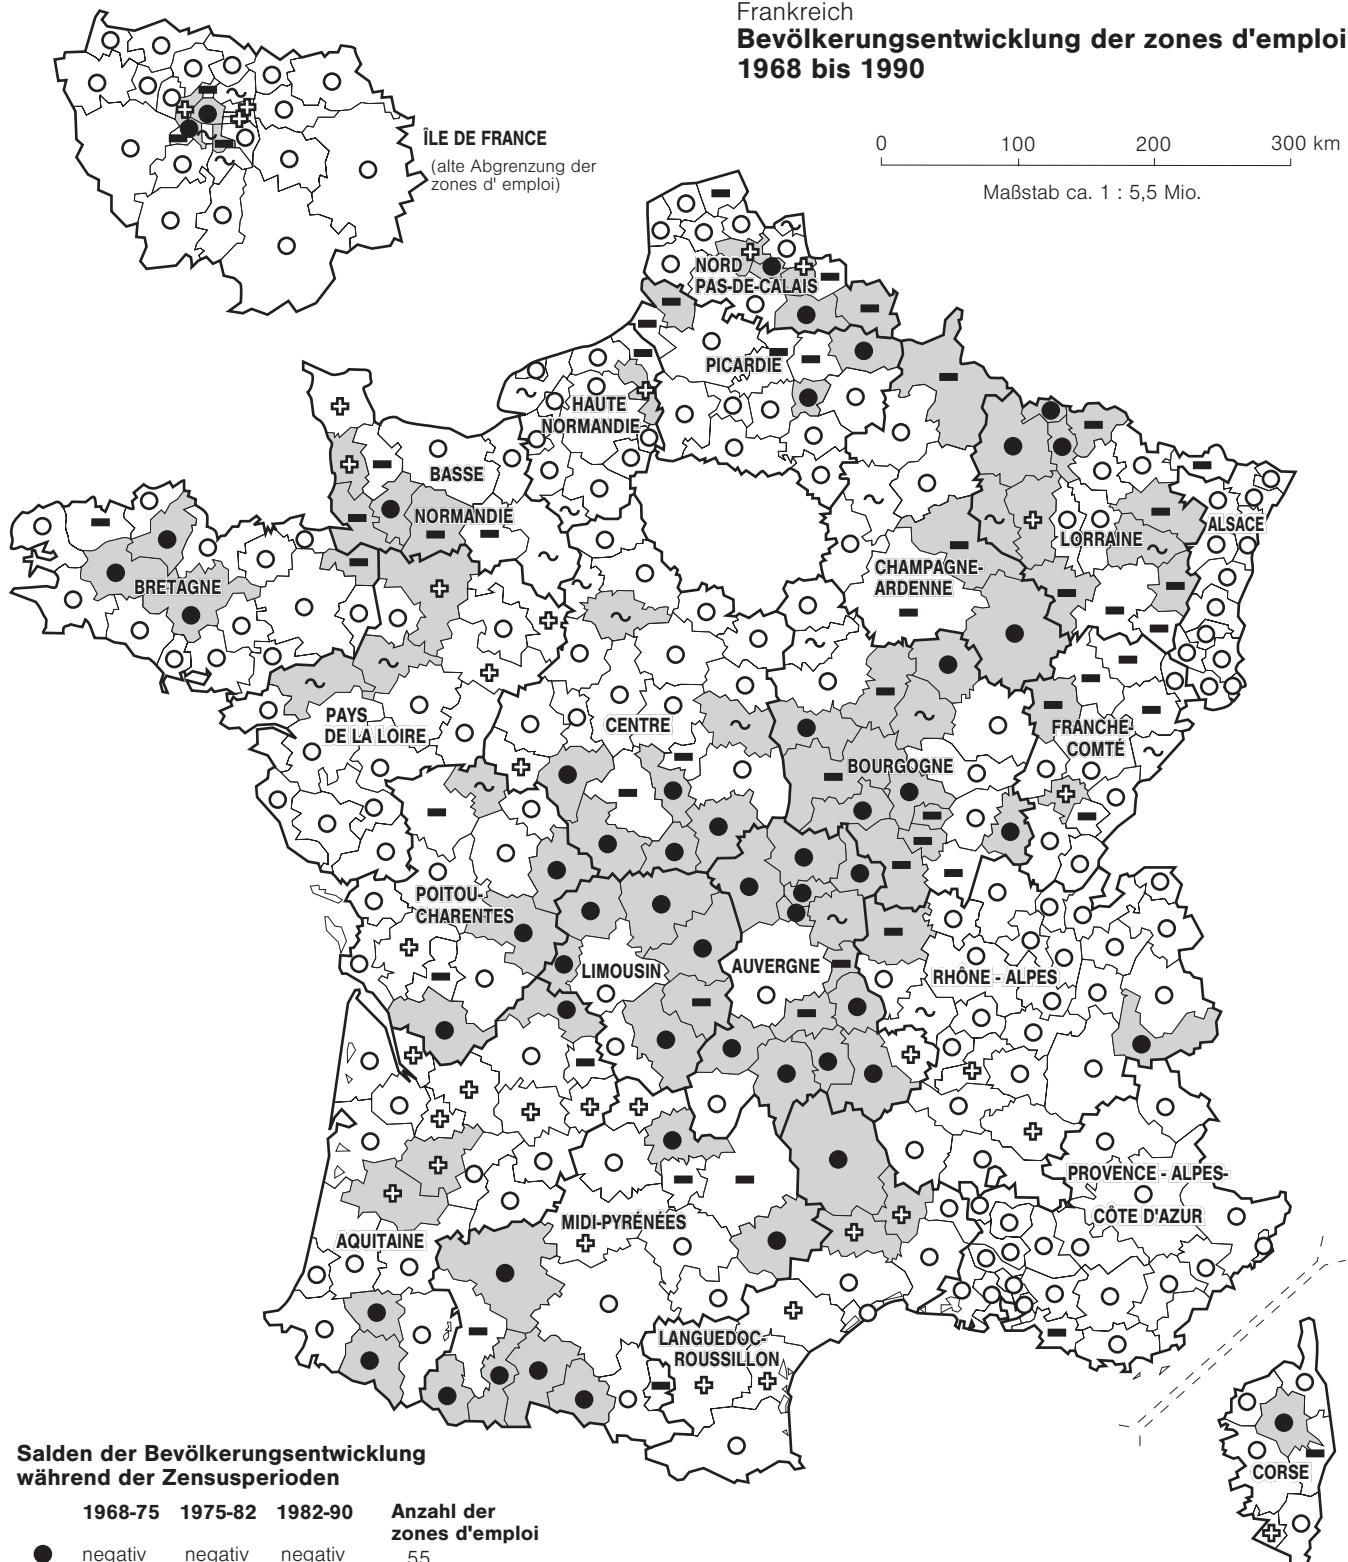 Frankreich
Bevölkerungsentwicklung der zones d'emploi
1968 bis 1990
0 100 200 300 km
Maßstab ca. 1 : 5,5 Mio.
ÎLE DE FRANCE
(alte Abgrenzung der
zones d' emploi)
NORD
PAS-DE-CALAIS
PICARDIE
HAUTE
NORMANDIE
BASSE
NORMANDIE
BRETAGNE
CHAMPAGNE-
ARDENNE
LORRAINE
ALSACE
PAYS
DE LA LOIRE
CENTRE
BOURGOGNE
FRANCHÉ-
COMTÉ
POITOU-
CHARENTES
LIMOUSIN
AUVERGNE
RHÔNE - ALPES
AQUITAINE
MIDI-PYRÉNÉES
PROVENCE - ALPES-
CÔTE D'AZUR
LANGUEDOC-
ROUSSILLON
CORSE
Salden der Bevölkerungsentwicklung
während der Zensusperioden
1968-75 1975-82 1982-90 Anzahl der
zones d'emploi
negativ negativ negativ 55